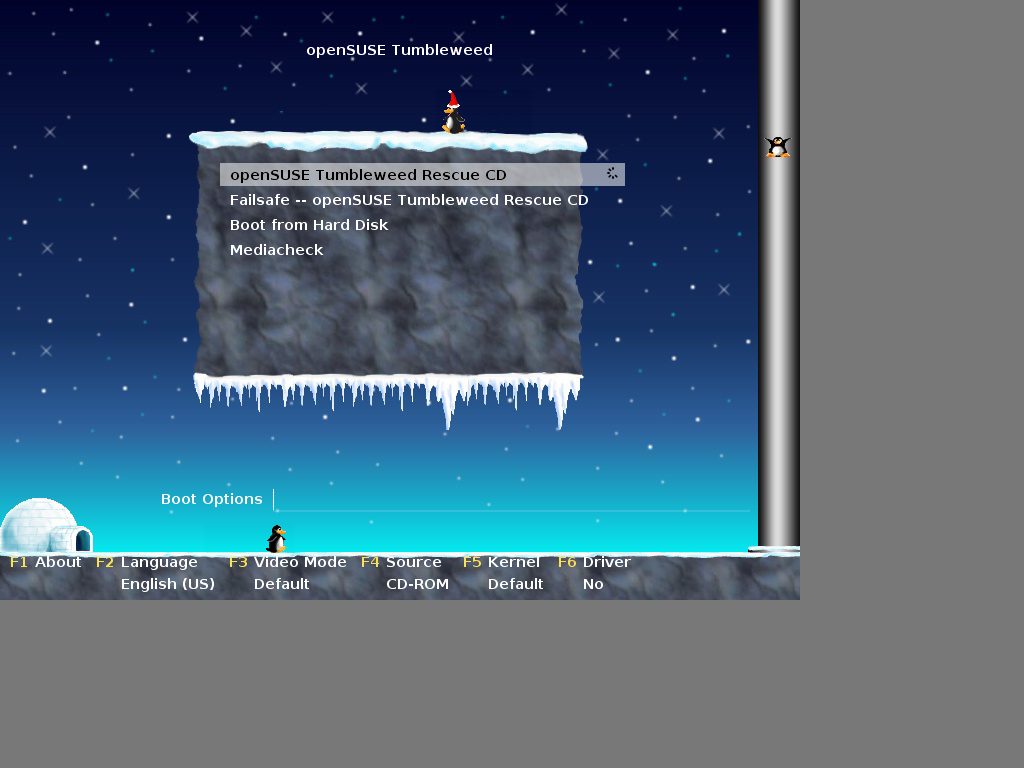 openSUSE Tumbleweed
openSUSE Tumbleweed Rescue CD
Failsafe -- openSUSE Tumbleweed Rescue CD
Boot from Hard Disk
Mediacheck
Boot Options
F1 About F2 Language F3 Video Mode F4 Source F5 Kernel F6 Driver
English (US) Default CD-ROM Default No